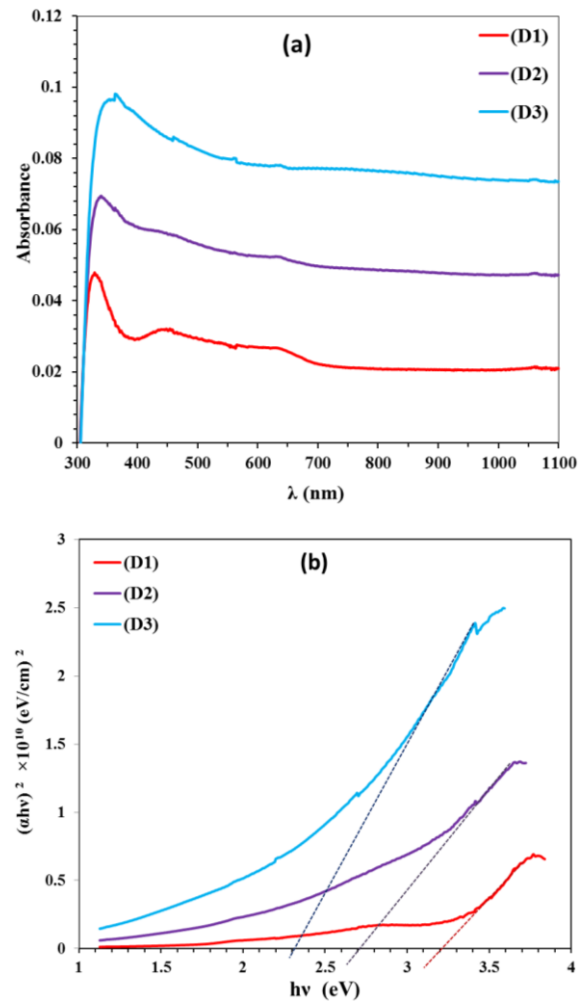 0.12
(a)
(D1)
0.1
(D2)
(D3)
0.08
Absorbance
0.06
0.04
0.02
0
300 400 500 600 700 800 900 1000 1100
λ (nm)
3
(b)
(D1)
(D2)
2.5
(D3)
2
(αhν) ² ×10¹⁰ (eV/cm) ²
1.5
1
0.5
0
1 1.5 2 2.5 3 3.5 4
hν (eV)